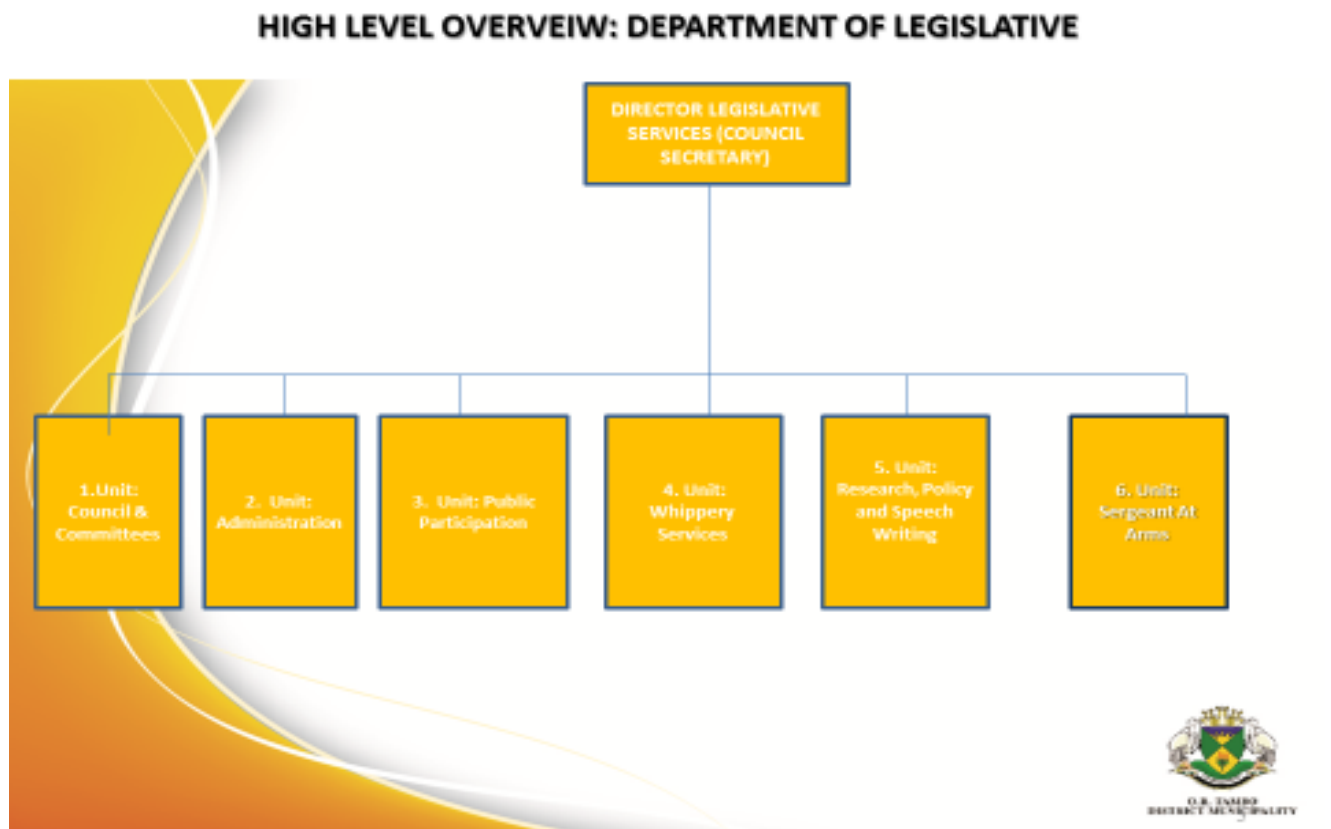 HIGH LEVEL OVERVEIW: DEPARTMENT OF LEGISLATIVE
DIRECTOR LEGISLATIVE
SERVICES (COUNCIL
SECRETARY)
1.Unit:
Council &
Committees
2. Unit:
Administration
3. Unit: Public
Participation
4. Unit:
Whippery
Services
5. Unit:
Research, Policy
and Speech
Writing
6. Unit:
Sergeant At
Arms
O.R. TAMBO
DISTRICT MUNICIPALITY